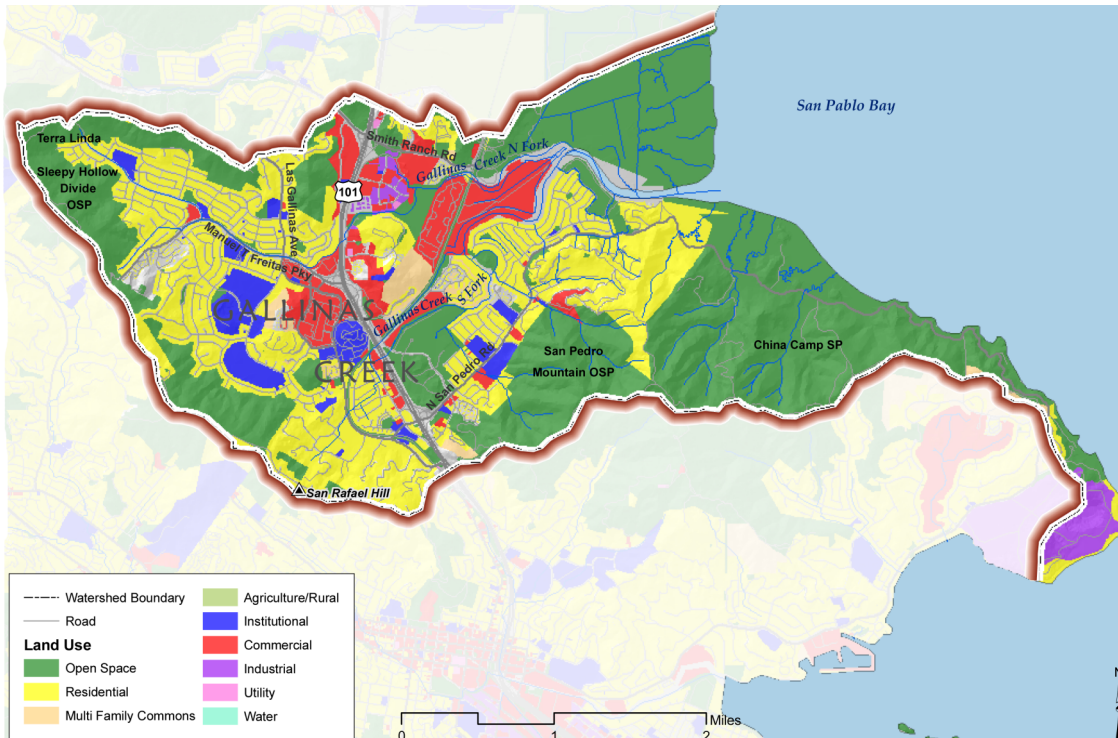 San Pablo Bay
Terra Linda
Sleepy Hollow
Divide
OSP
Las Gallinas Ave
Smith Ranch Rd
Gallinas Creek N Fork
101
Manuel T Freitas Pky
GALLINAS
CREEK
Gallinas Creek S Fork
N San Pedro Rd
San Pedro
Mountain OSP
China Camp SP
San Rafael Hill
Watershed Boundary
Road
Land Use
Open Space
Residential
Multi Family Commons
Agriculture/Rural
Institutional
Commercial
Industrial
Utility
Water
0 1 2 Miles